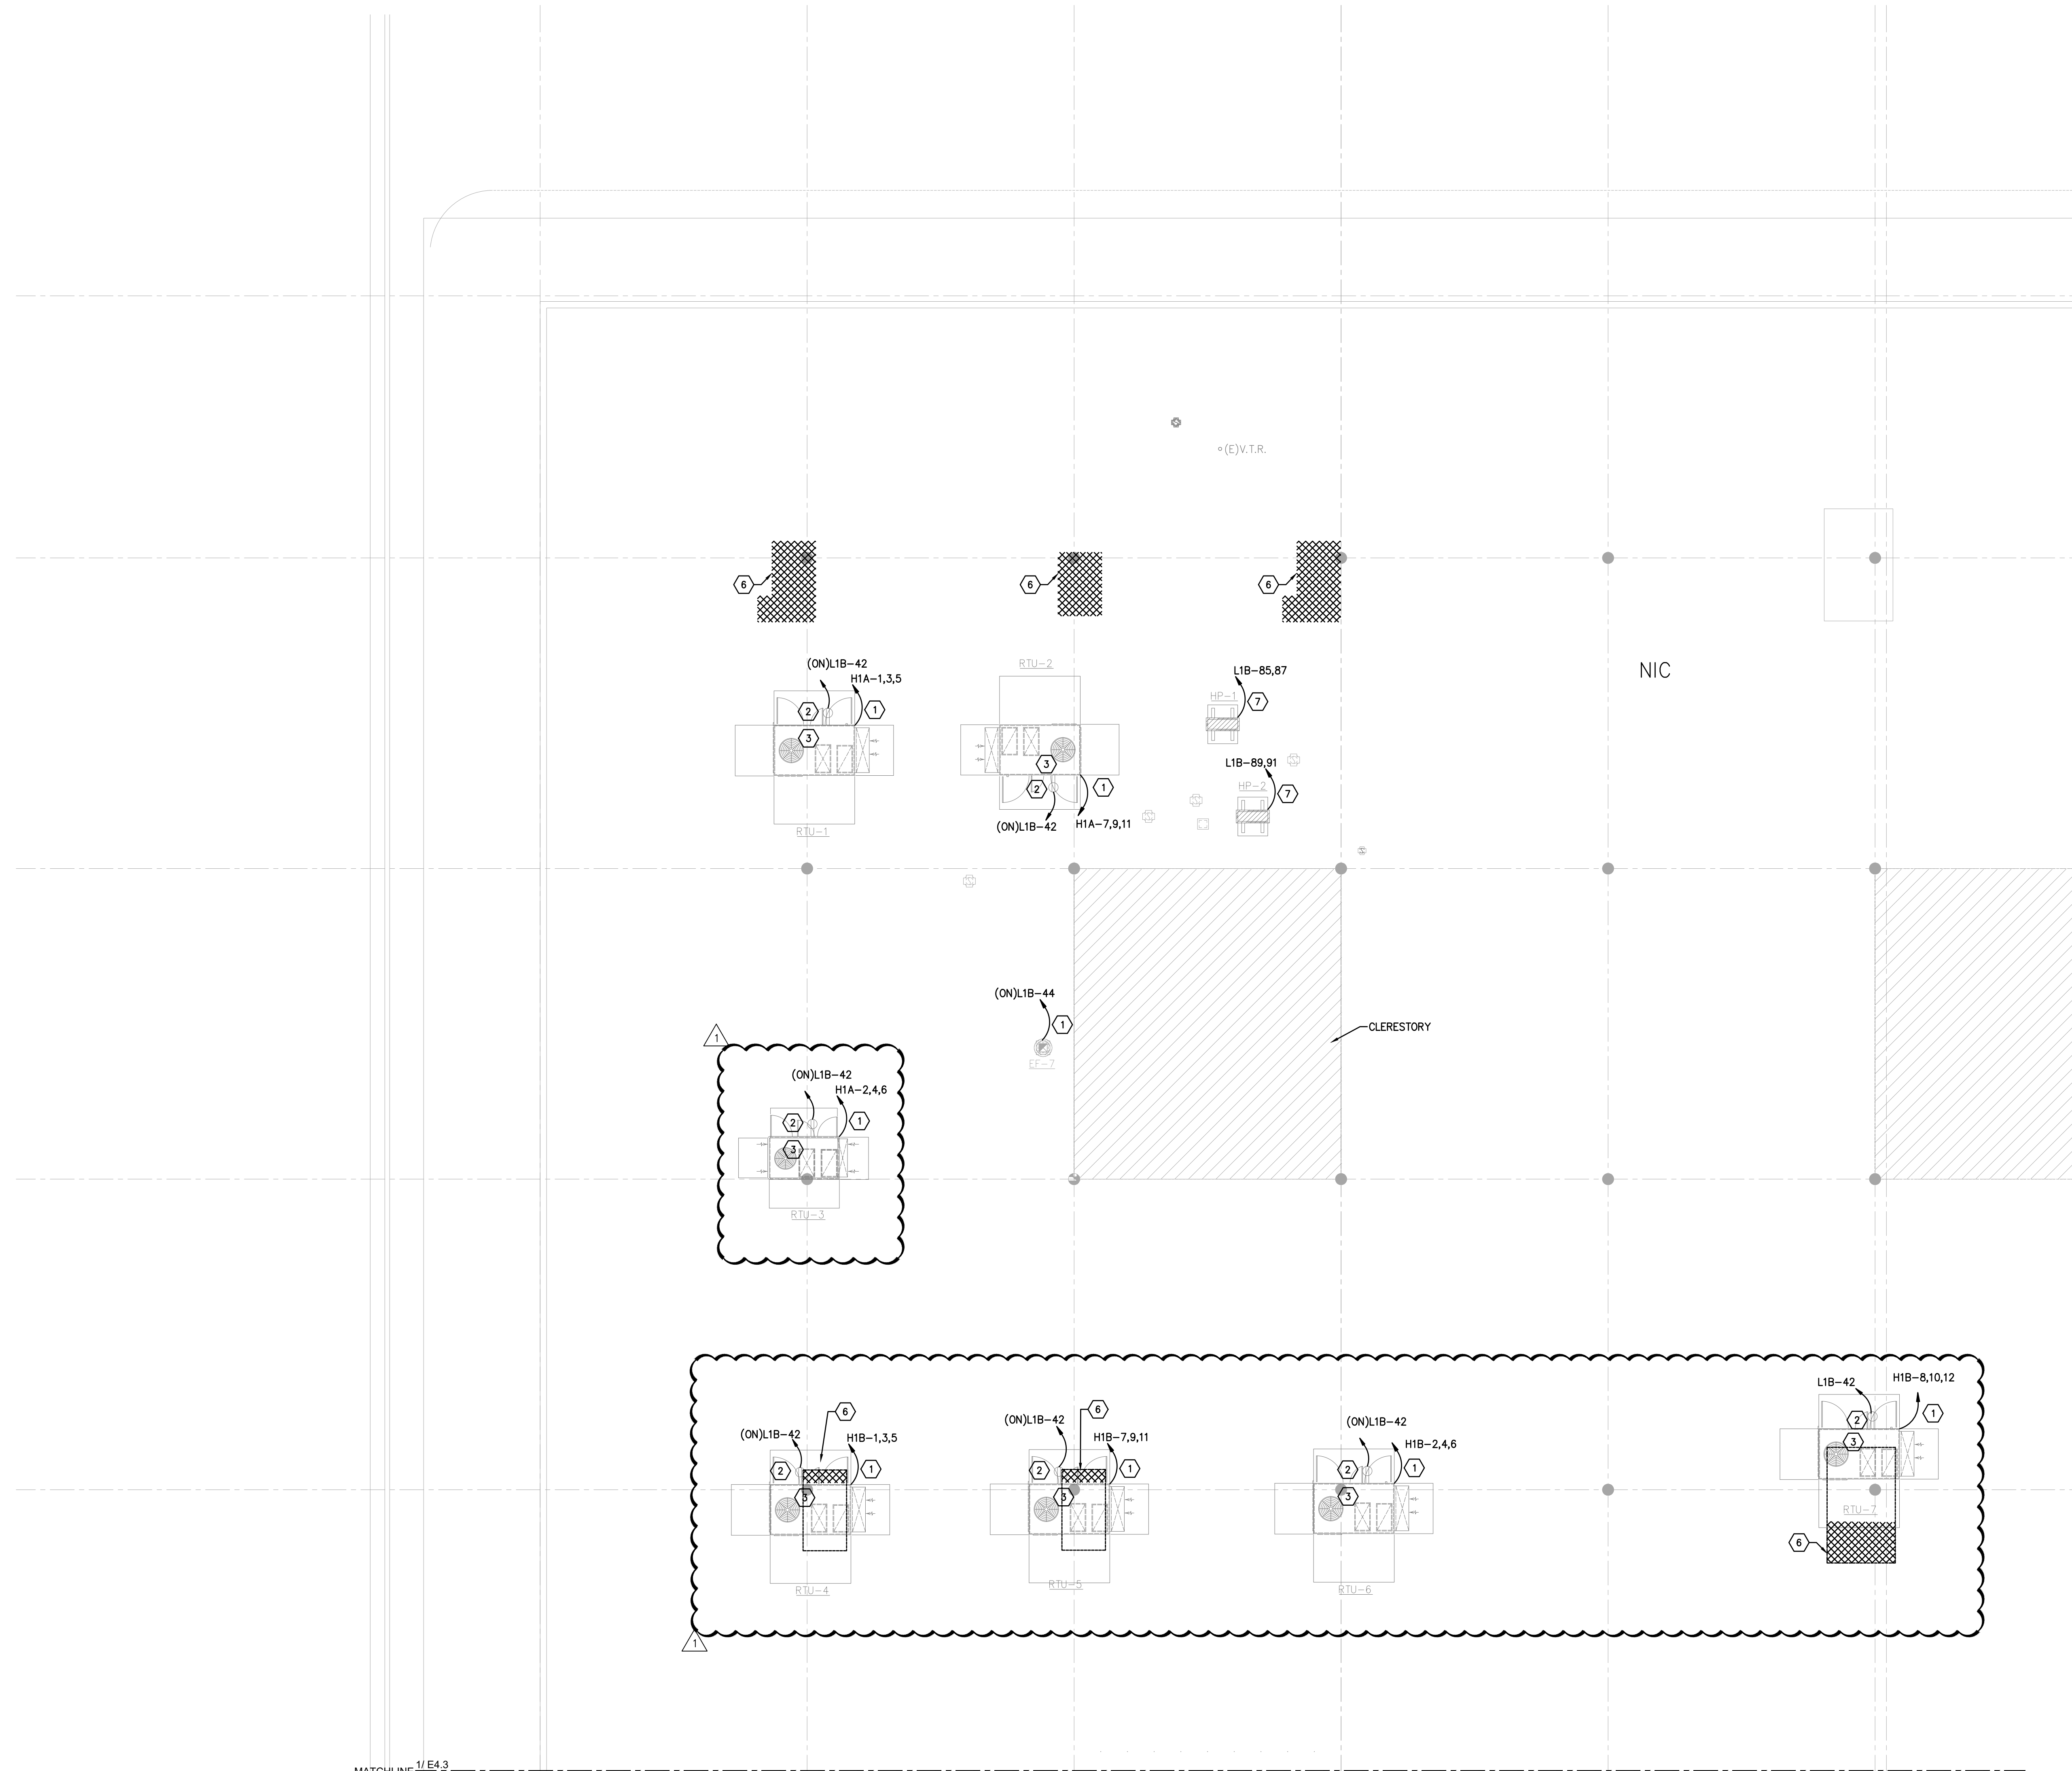 (E)V.T.R.
6
6
6
NIC
(ON)L1B-42
H1A-1,3,5
2
1
3
RTU-1
RTU-2
3
2
1
(ON)L1B-42
H1A-7,9,11
L1B-85,87
HP-1
7
L1B-89,91
HP-2
7
(ON)L1B-44
1
EF-7
CLERESTORY
1
(ON)L1B-42
H1A-2,4,6
2
1
3
RTU-3
6
(ON)L1B-42
H1B-1,3,5
2
1
3
RTU-4
(ON)L1B-42
6
H1B-7,9,11
2
1
3
RTU-5
(ON)L1B-42
H1B-2,4,6
2
1
3
RTU-6
L1B-42
H1B-8,10,12
2
1
3
RTU-7
6
1
MATCHLINE 1/ E4.3